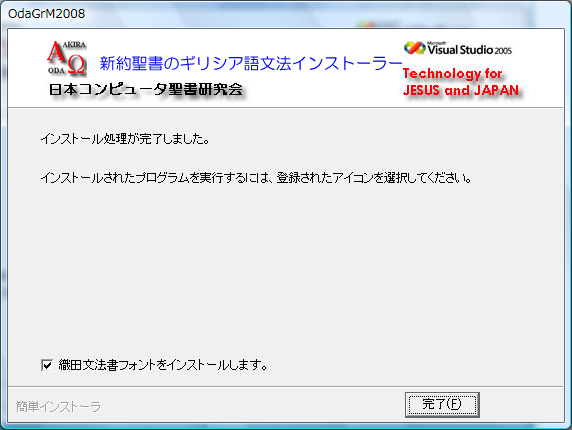 OdaGrM2008
AKIRA
ΑΩ
ODA
新約聖書のギリシア語文法インストーラー
日本コンピュータ聖書研究会
Microsoft
Visual Studio 2005
Technology for
JESUS and JAPAN
インストール処理が完了しました。
インストールされたプログラムを実行するには、登録されたアイコンを選択してください。
織田文法書フォントをインストールします。
簡単インストーラ
完了(F)